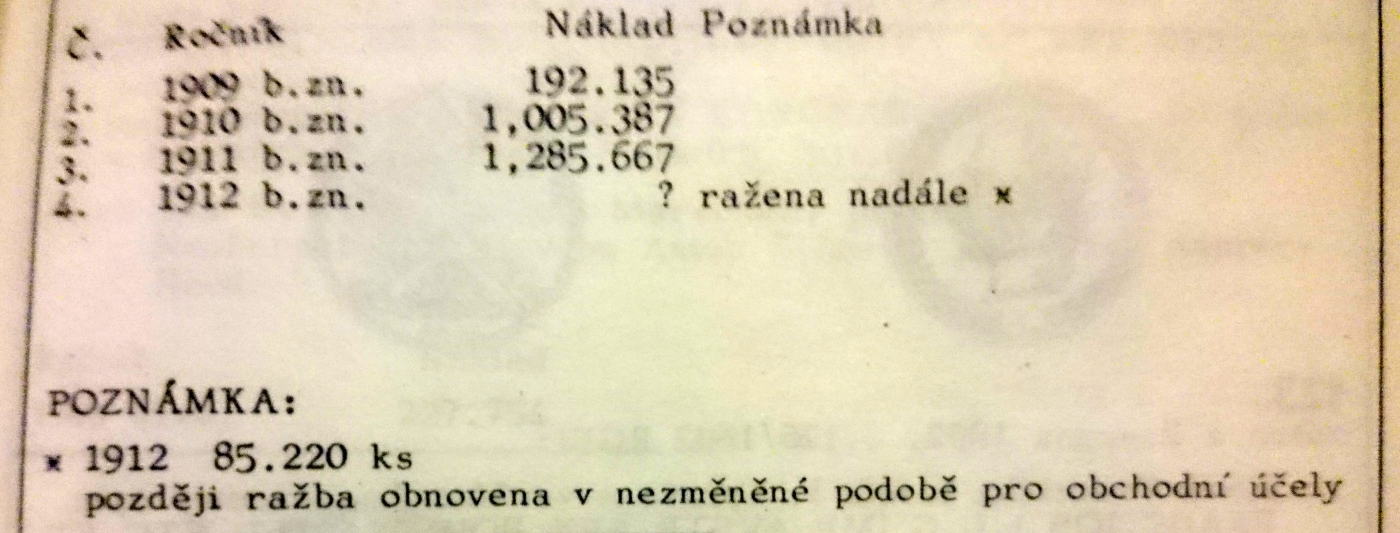 Č. Ročník Náklad Poznámka
1. 1909 b.zn. 192.135
2. 1910 b.zn. 1,005.387
3. 1911 b.zn. 1,285.667
4. 1912 b.zn. ? ražena nadále *
POZNÁMKA:
* 1912 85.220 ks
později ražba obnovena v nezměněné podobě pro obchodní účely